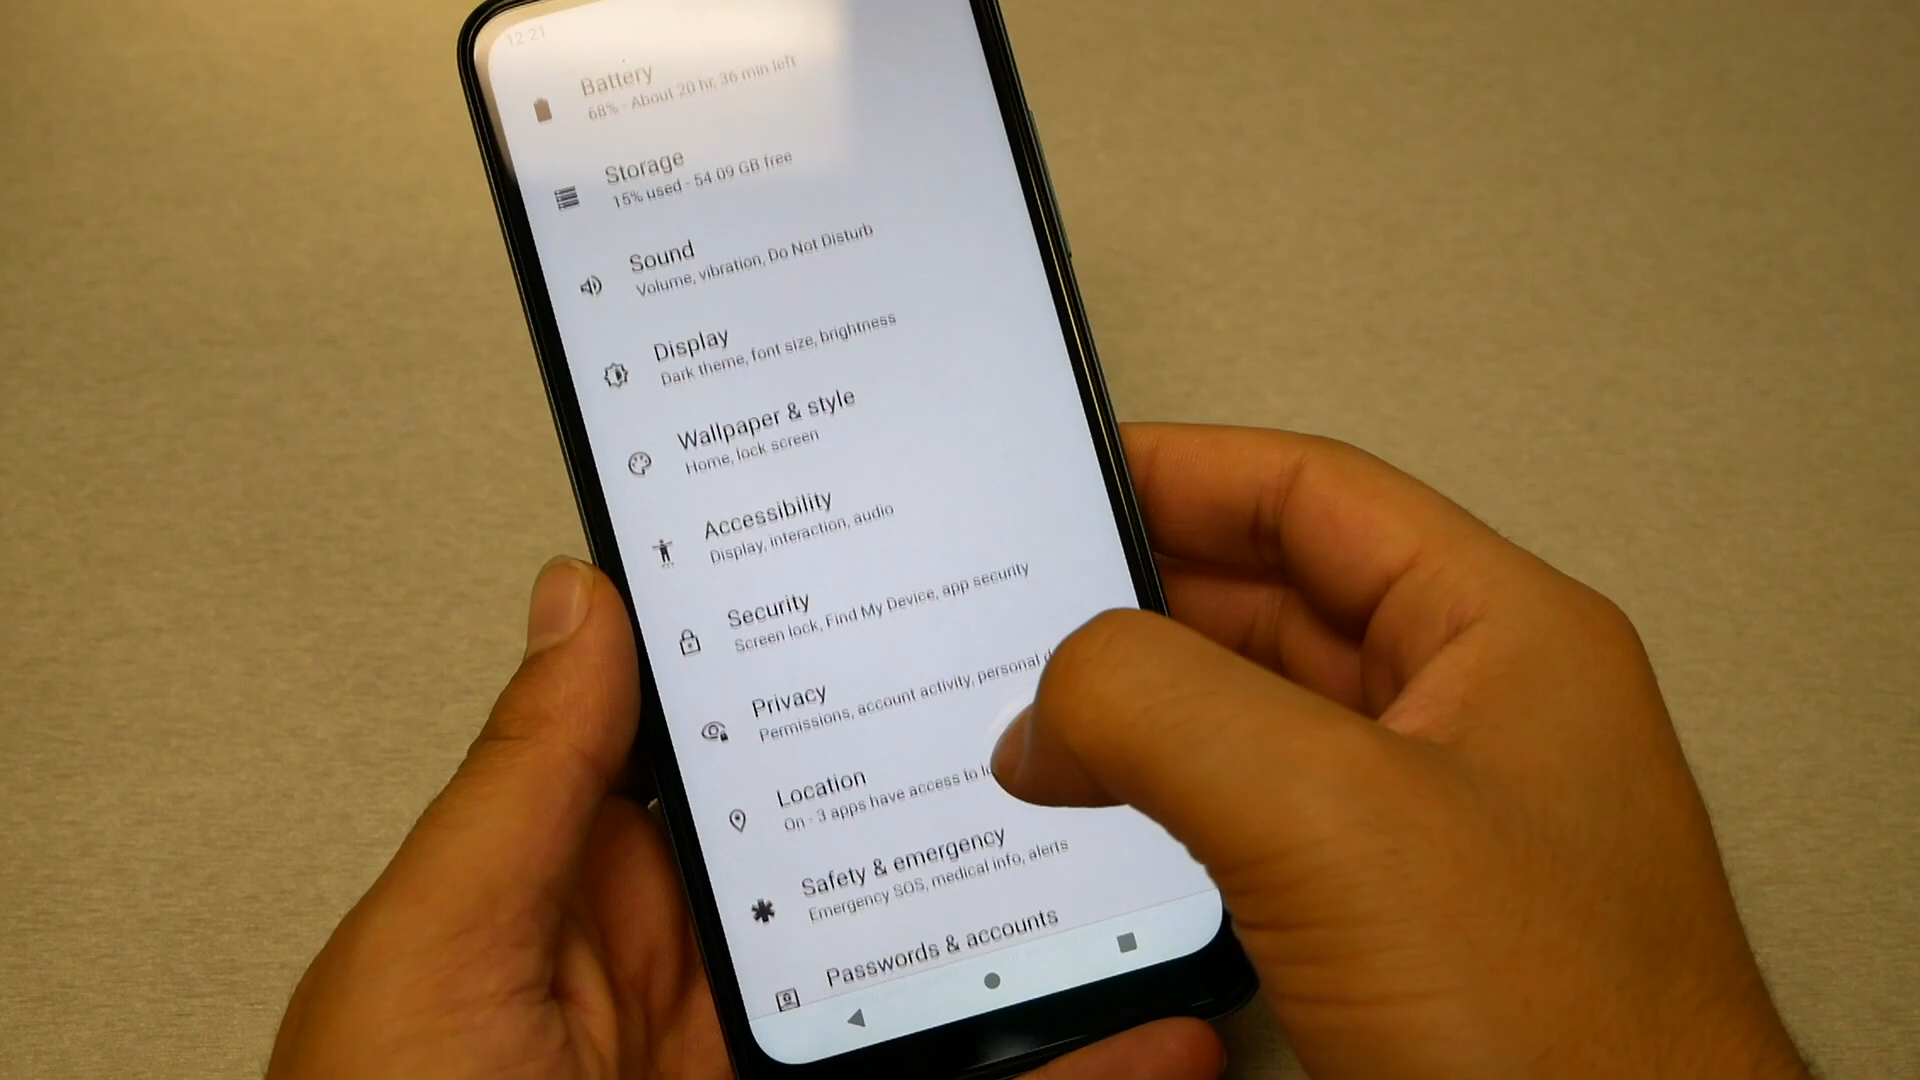 12:21
Battery
68% - About 20 hr, 36 min left
Storage
15% used - 54.09 GB free
Sound
Volume, vibration, Do Not Disturb
Display
Dark theme, font size, brightness
Wallpaper & style
Home, lock screen
Accessibility
Display, interaction, audio
Security
Screen lock, Find My Device, app security
Privacy
Permissions, account activity, personal
Location
On - 3 apps have access to
Safety & emergency
Emergency SOS, medical info, alerts
Passwords & accounts